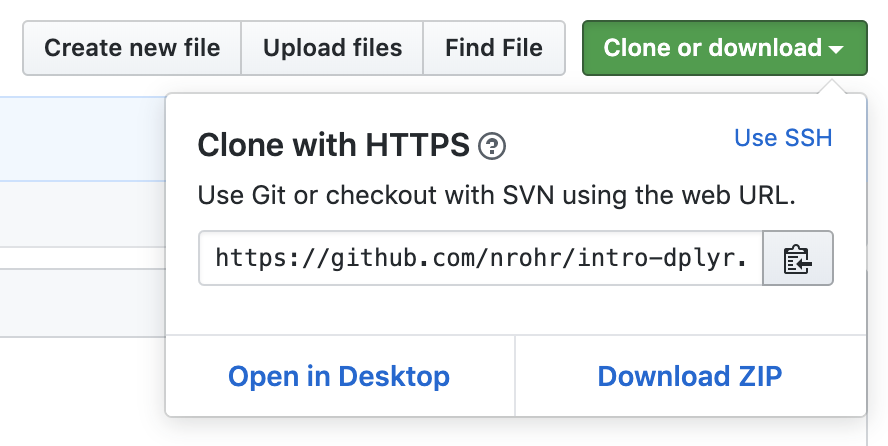 Create new file Upload files Find File Clone or download
Clone with HTTPS ?
Use SSH
Use Git or checkout with SVN using the web URL.
https://github.com/nrohr/intro-dplyr.
Open in Desktop Download ZIP